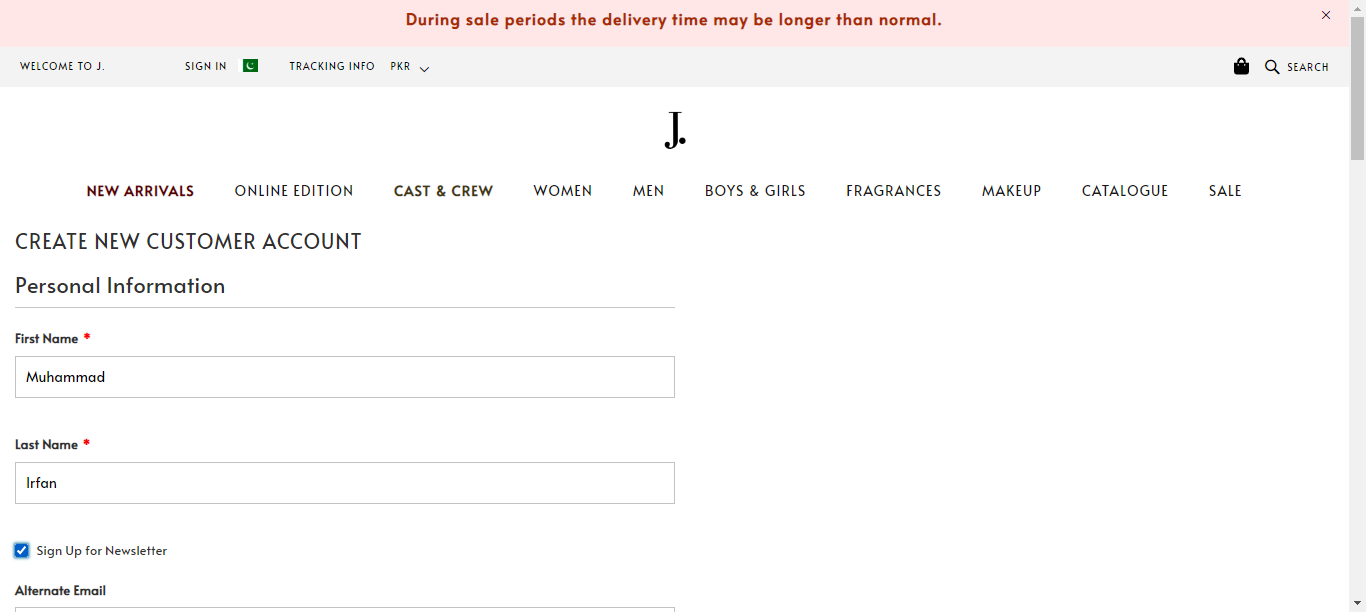 During sale periods the delivery time may be longer than normal.
WELCOME TO J. SIGN IN TRACKING INFO PKR SEARCH
J.
NEW ARRIVALS ONLINE EDITION CAST & CREW WOMEN MEN BOYS & GIRLS FRAGRANCES MAKEUP CATALOGUE SALE
CREATE NEW CUSTOMER ACCOUNT
Personal Information
First Name *
Muhammad
Last Name *
Irfan
Sign Up for Newsletter
Alternate Email